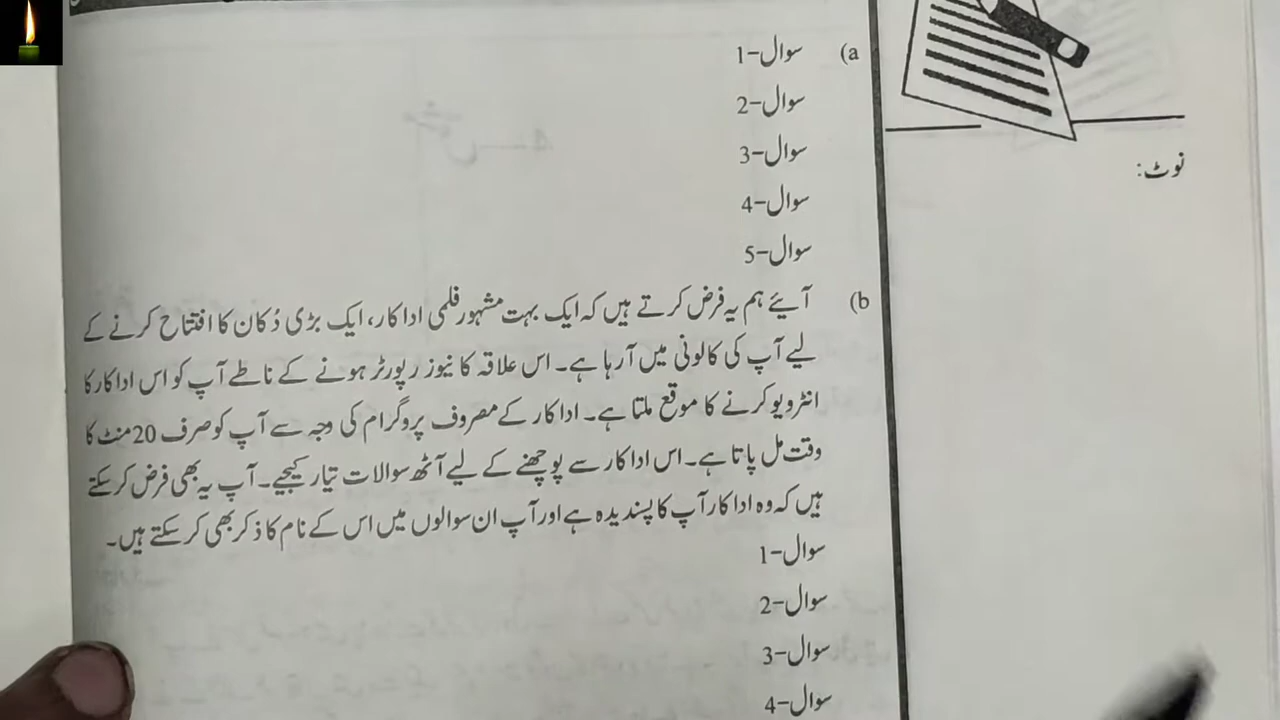 (a سوال-1
سوال-2
سوال-3
سوال-4
سوال-5
(b آیئے ہم یہ فرض کرتے ہیں کہ ایک بہت مشہور فلمی اداکار، ایک بڑی دُکان کا افتتاح کرنے کے
لیے آپ کی کالونی میں آرہا ہے۔ اس علاقہ کا نیوز رپورٹر ہونے کے ناطے آپ کو اس اداکار کا
انٹرویو کرنے کا موقع ملتا ہے۔ اداکار کے مصروف پروگرام کی وجہ سے آپ کو صرف 20 منٹ کا
وقت مل پاتا ہے۔ اس اداکار سے پوچھنے کے لیے آٹھ سوالات تیار کیجیے۔ آپ یہ بھی فرض کرسکتے
ہیں کہ وہ اداکار آپ کا پسندیدہ ہے اور آپ ان سوالوں میں اس کے نام کا ذکر بھی کرسکتے ہیں۔
سوال-1
سوال-2
سوال-3
سوال-4
نوٹ: